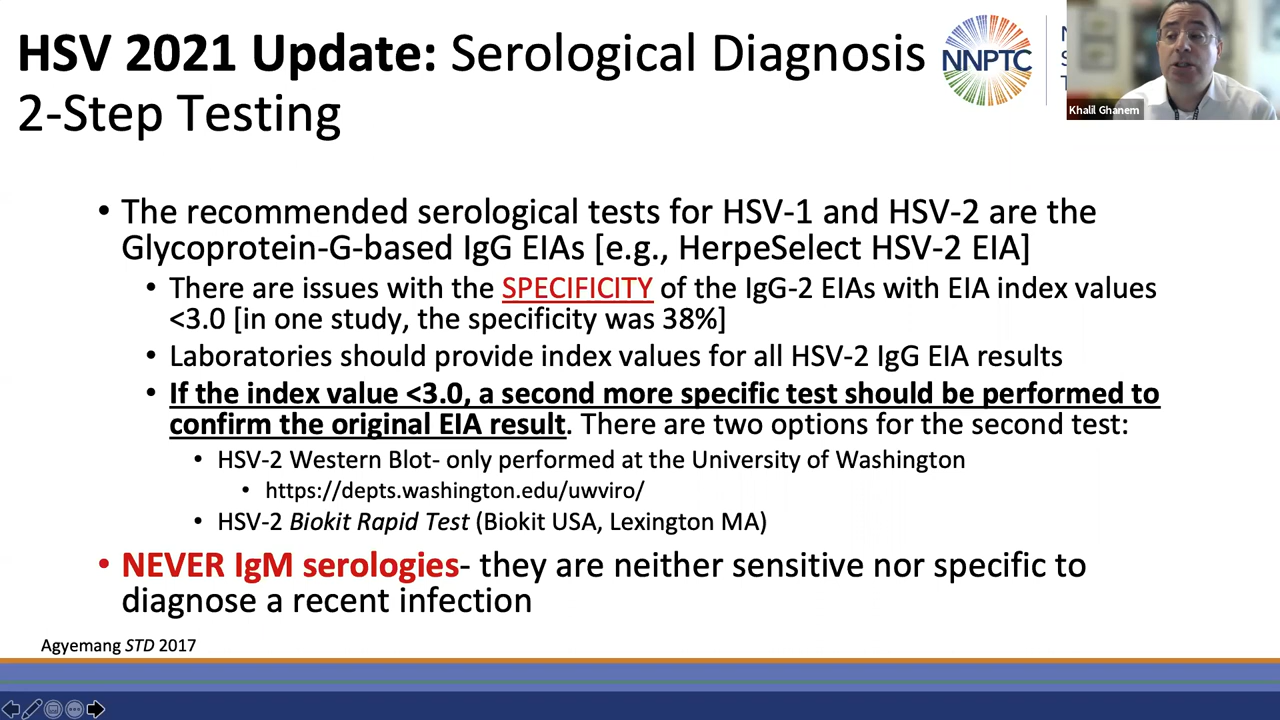 HSV 2021 Update: Serological Diagnosis
2-Step Testing
NNPTC
N
S
T
Khalil Ghanem
• The recommended serological tests for HSV-1 and HSV-2 are the
Glycoprotein-G-based IgG EIAs [e.g., HerpeSelect HSV-2 EIA]
• There are issues with the SPECIFICITY of the IgG-2 EIAs with EIA index values
<3.0 [in one study, the specificity was 38%]
• Laboratories should provide index values for all HSV-2 IgG EIA results
• If the index value <3.0, a second more specific test should be performed to
confirm the original EIA result. There are two options for the second test:
• HSV-2 Western Blot- only performed at the University of Washington
• https://depts.washington.edu/uwviro/
• HSV-2 Biokit Rapid Test (Biokit USA, Lexington MA)
• NEVER IgM serologies- they are neither sensitive nor specific to
diagnose a recent infection
Agyemang STD 2017